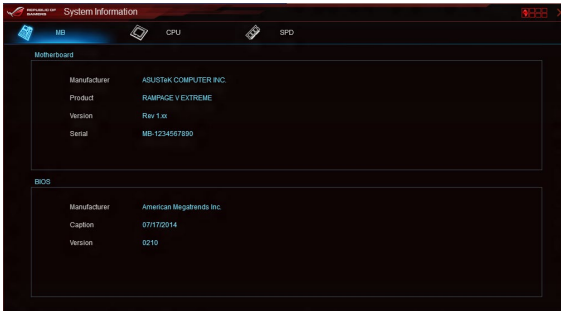 REPUBLIC OF GAMERS System Information
MB CPU SPD
Motherboard
Manufacturer ASUSTeK COMPUTER INC.
Product RAMPAGE V EXTREME
Version Rev 1.xx
Serial MB-1234567890
BIOS
Manufacturer American Megatrends Inc.
Caption 07/17/2014
Version 0210